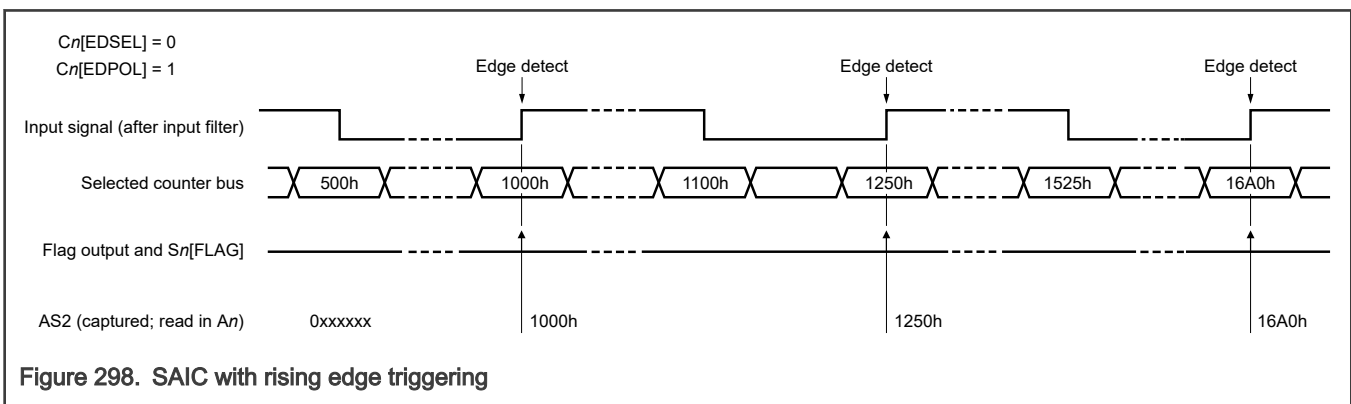 Cn[EDSEL] = 0
Cn[EDPOL] = 1
Edge detect Edge detect Edge detect
Input signal (after input filter)
Selected counter bus 500h 1000h 1100h 1250h 1525h 16A0h
Flag output and Sn[FLAG]
AS2 (captured; read in An) 0xxxxxx 1000h 1250h 16A0h
Figure 298. SAIC with rising edge triggering